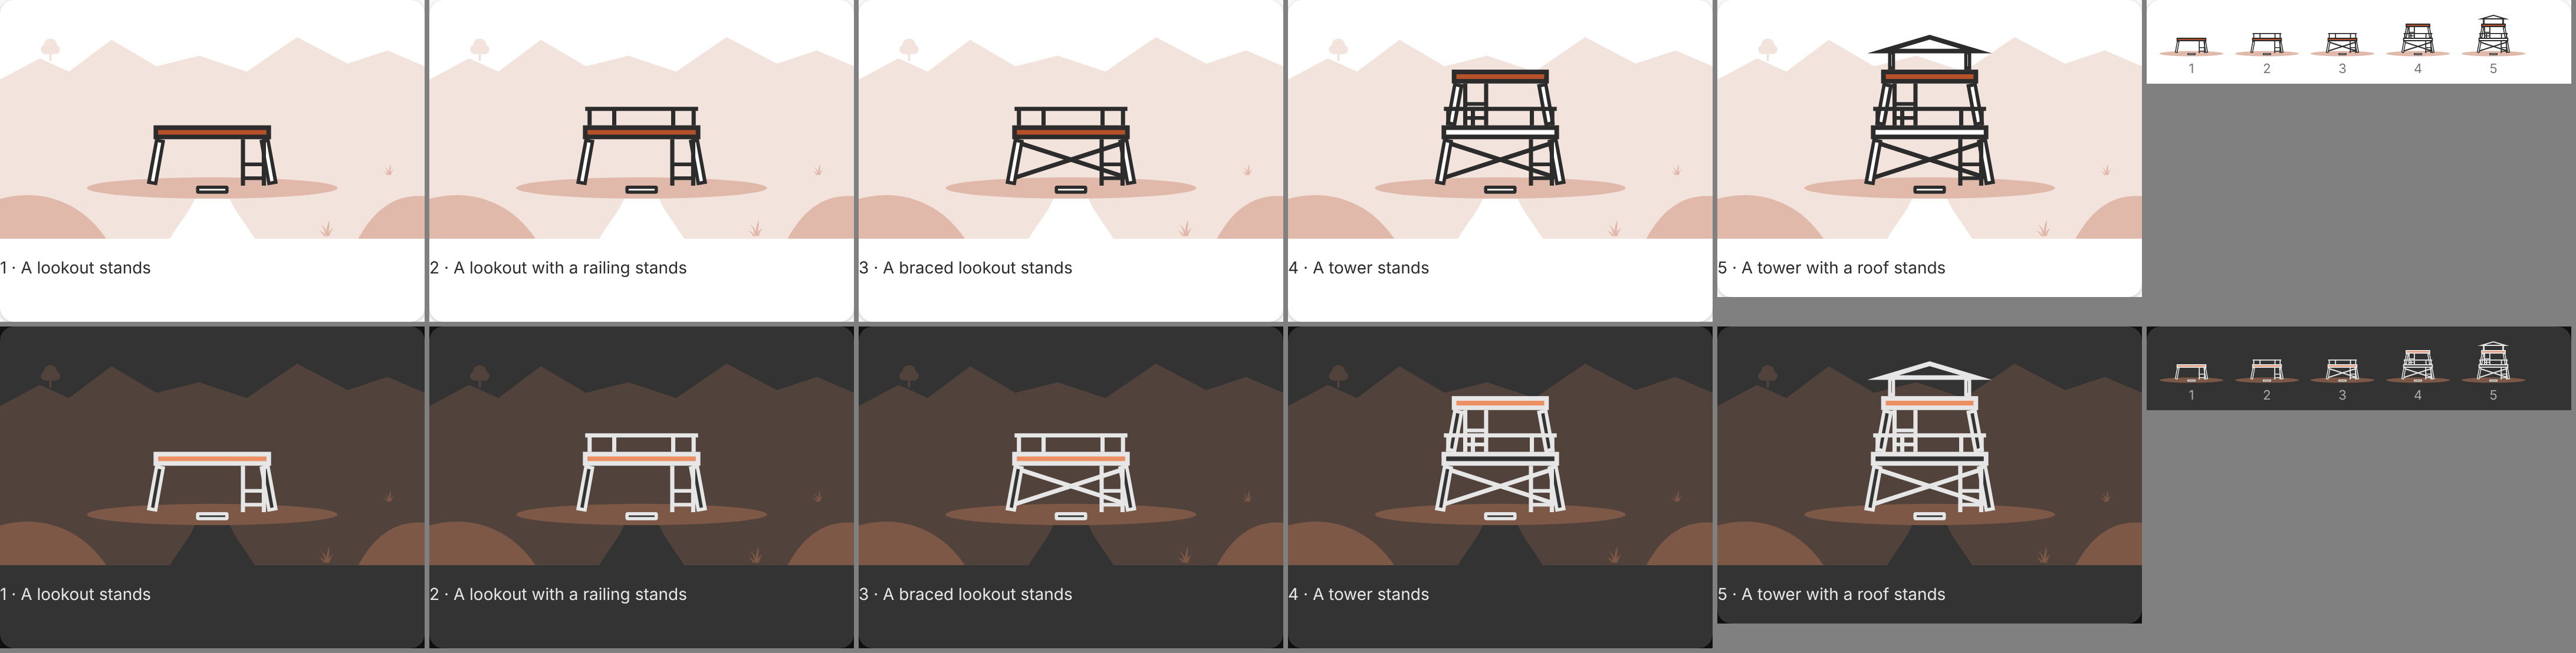 1 · A lookout stands
2 · A lookout with a railing stands
3 · A braced lookout stands
4 · A tower stands
5 · A tower with a roof stands
1 2 3 4 5
1 · A lookout stands
2 · A lookout with a railing stands
3 · A braced lookout stands
4 · A tower stands
5 · A tower with a roof stands
1 2 3 4 5